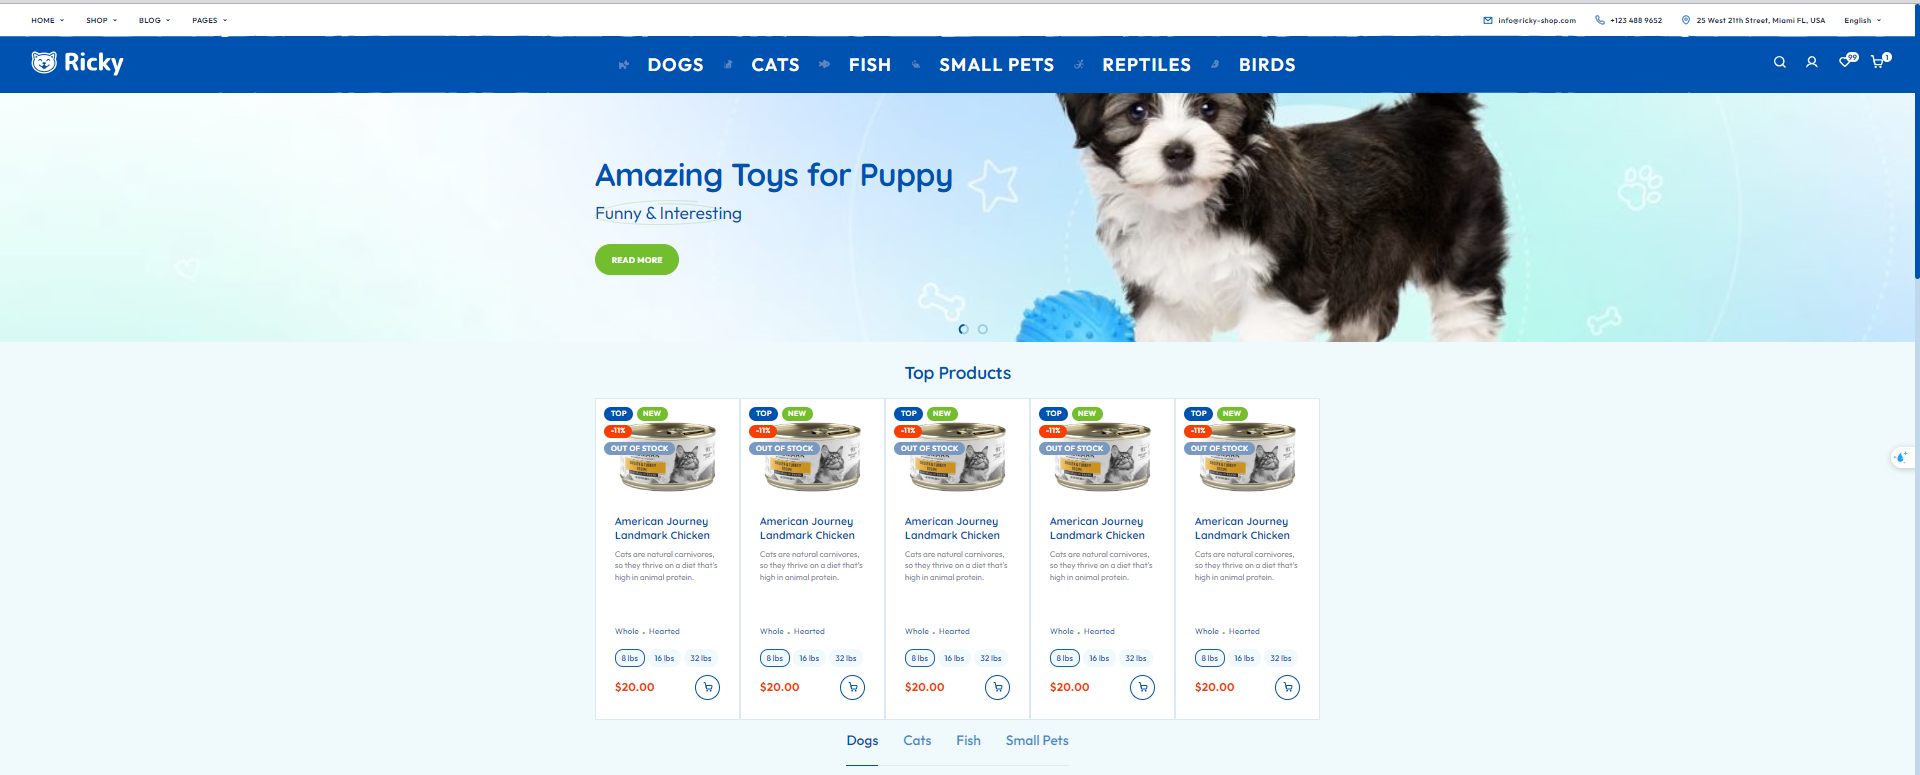 HOME SHOP BLOG PAGES
info@ricky-shop.com +123 488 9652 25 West 21th Street, Miami FL, USA English
Ricky
DOGS CATS FISH SMALL PETS REPTILES BIRDS
99 1
Amazing Toys for Puppy
Funny & Interesting
READ MORE
Top Products
TOP NEW TOP NEW TOP NEW TOP NEW TOP NEW
-11% -11% -11% -11% -11%
OUT OF STOCK OUT OF STOCK OUT OF STOCK OUT OF STOCK OUT OF STOCK
American Journey American Journey American Journey American Journey American Journey
Landmark Chicken Landmark Chicken Landmark Chicken Landmark Chicken Landmark Chicken
Cats are natural carnivores, Cats are natural carnivores, Cats are natural carnivores, Cats are natural carnivores, Cats are natural carnivores,
so they thrive on a diet that's so they thrive on a diet that's so they thrive on a diet that's so they thrive on a diet that's so they thrive on a diet that's
high in animal protein. high in animal protein. high in animal protein. high in animal protein. high in animal protein.
Whole • Hearted Whole • Hearted Whole • Hearted Whole • Hearted Whole • Hearted
8 lbs 16 lbs 32 lbs 8 lbs 16 lbs 32 lbs 8 lbs 16 lbs 32 lbs 8 lbs 16 lbs 32 lbs 8 lbs 16 lbs 32 lbs
$20.00 $20.00 $20.00 $20.00 $20.00
Dogs Cats Fish Small Pets